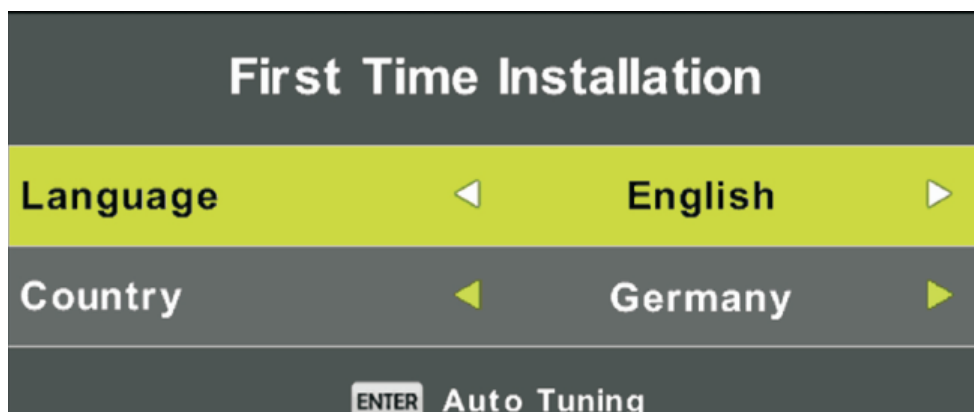 First Time Installation
Language English
Country Germany
ENTER Auto Tuning